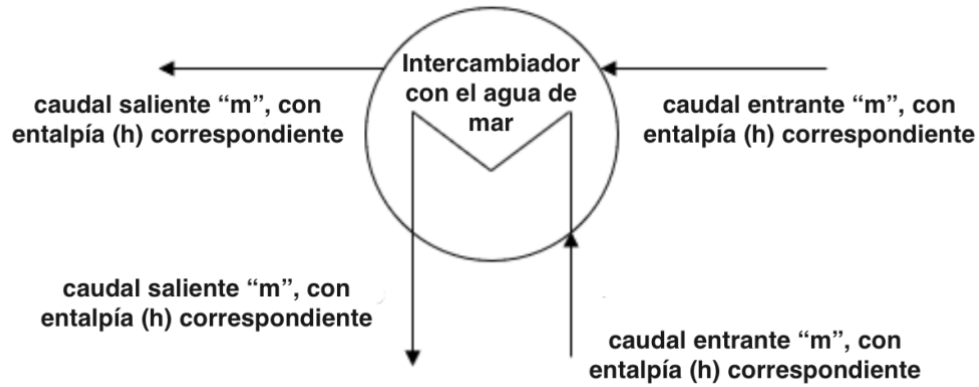 Intercambiador
con el agua de
mar
caudal saliente “m”, con
entalpía (h) correspondiente
caudal entrante “m”, con
entalpía (h) correspondiente
caudal saliente “m”, con
entalpía (h) correspondiente
caudal entrante “m”, con
entalpía (h) correspondiente